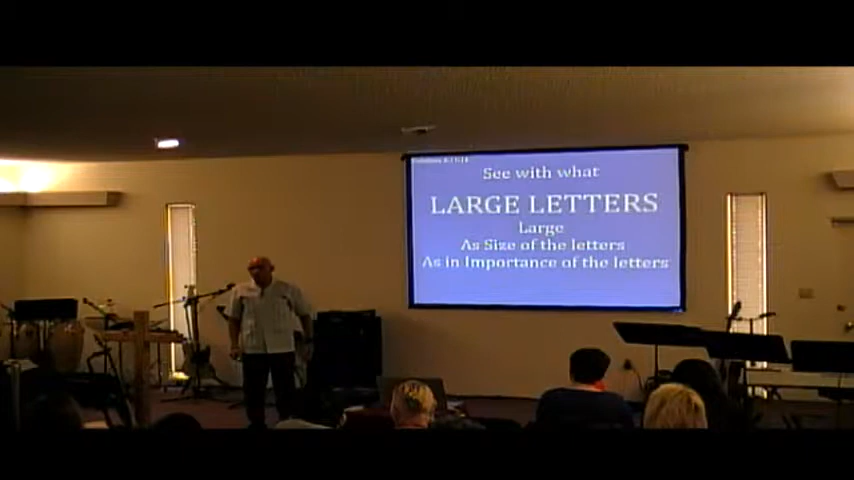 See with what
LARGE LETTERS
Large
As Size of the letters
As in Importance of the letters